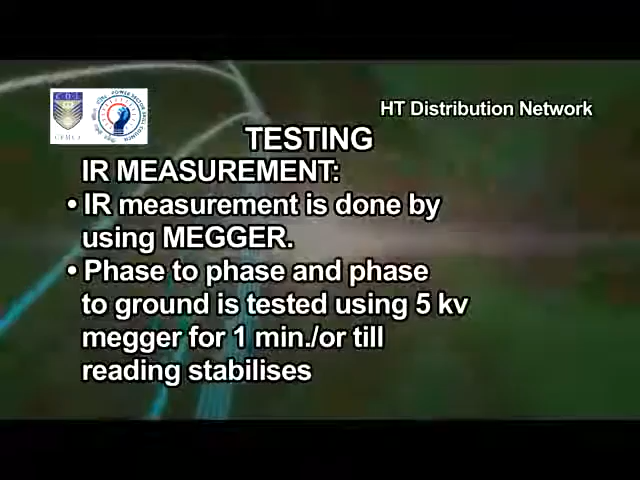 HT Distribution Network
TESTING
IR MEASUREMENT:
• IR measurement is done by
using MEGGER.
• Phase to phase and phase
to ground is tested using 5 kv
megger for 1 min./or till
reading stabilises